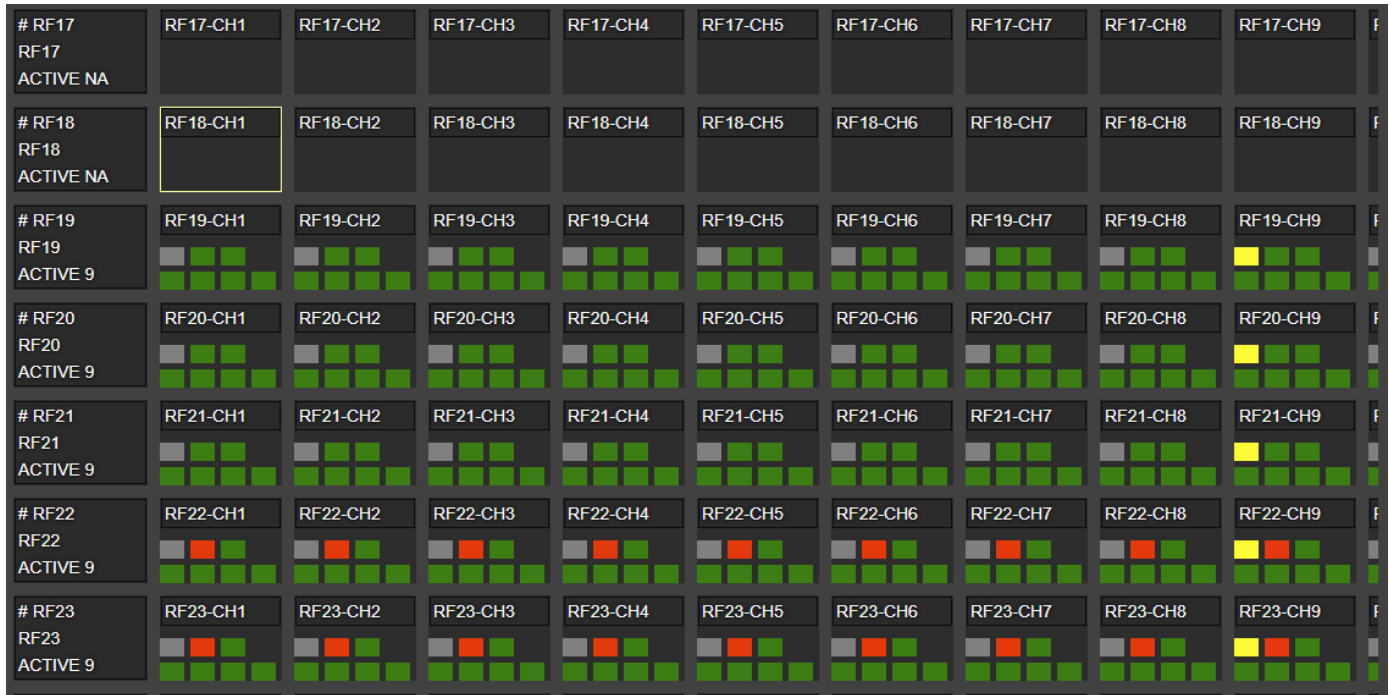 # RF17 RF17-CH1 RF17-CH2 RF17-CH3 RF17-CH4 RF17-CH5 RF17-CH6 RF17-CH7 RF17-CH8 RF17-CH9
RF17
ACTIVE NA
# RF18 RF18-CH1 RF18-CH2 RF18-CH3 RF18-CH4 RF18-CH5 RF18-CH6 RF18-CH7 RF18-CH8 RF18-CH9
RF18
ACTIVE NA
# RF19 RF19-CH1 RF19-CH2 RF19-CH3 RF19-CH4 RF19-CH5 RF19-CH6 RF19-CH7 RF19-CH8 RF19-CH9
RF19
ACTIVE 9
# RF20 RF20-CH1 RF20-CH2 RF20-CH3 RF20-CH4 RF20-CH5 RF20-CH6 RF20-CH7 RF20-CH8 RF20-CH9
RF20
ACTIVE 9
# RF21 RF21-CH1 RF21-CH2 RF21-CH3 RF21-CH4 RF21-CH5 RF21-CH6 RF21-CH7 RF21-CH8 RF21-CH9
RF21
ACTIVE 9
# RF22 RF22-CH1 RF22-CH2 RF22-CH3 RF22-CH4 RF22-CH5 RF22-CH6 RF22-CH7 RF22-CH8 RF22-CH9
RF22
ACTIVE 9
# RF23 RF23-CH1 RF23-CH2 RF23-CH3 RF23-CH4 RF23-CH5 RF23-CH6 RF23-CH7 RF23-CH8 RF23-CH9
RF23
ACTIVE 9